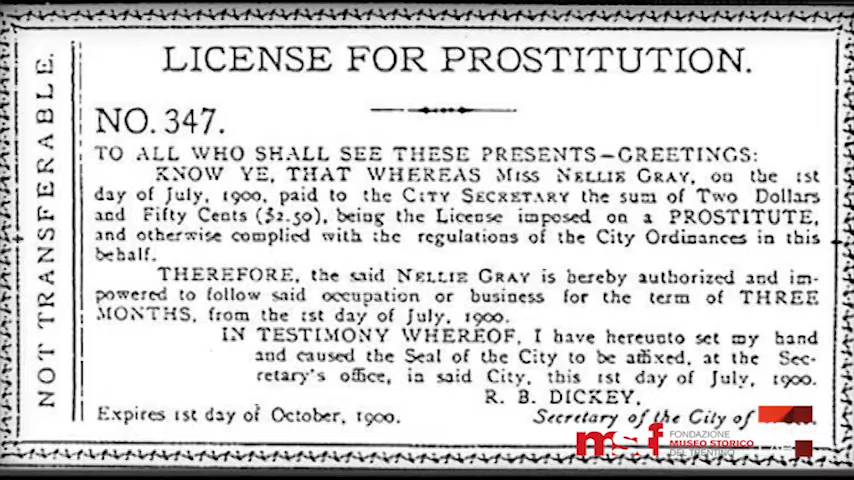 LICENSE FOR PROSTITUTION.
NOT TRANSFERABLE.
NO. 347.
TO ALL WHO SHALL SEE THESE PRESENTS—GREETINGS:
KNOW YE, THAT WHEREAS MISS NELLIE GRAY, on the 1st
day of July, 1900, paid to the CITY SECRETARY the sum of Two Dollars
and Fifty Cents ($2.50), being the License imposed on a PROSTITUTE,
and otherwise complied with the regulations of the City Ordinances in this
behalf.
THEREFORE, the said NELLIE GRAY is hereby authorized and im-
powered to follow said occupation or business for the term of THREE
MONTHS, from the 1st day of July, 1900.
IN TESTIMONY WHEREOF, I have hereunto set my hand
and caused the Seal of the City to be affixed, at the Sec-
retary's office, in said City, this 1st day of July, 1900.
R. B. DICKEY,
Expires 1st day of October, 1900.
Secretary of the City of
msf
FONDAZIONE
MUSEO STORICO
DEL TRENTINO